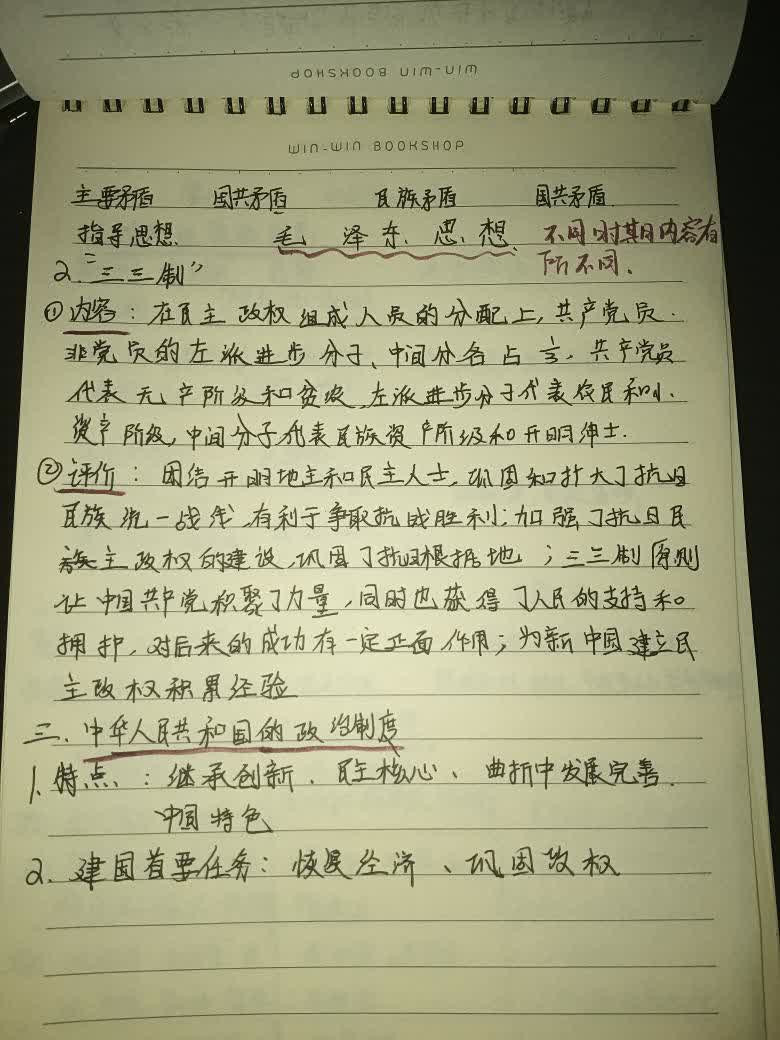 WIN-WIN BOOKSHOP
WIN-WIN BOOKSHOP
主要矛盾 国共矛盾 民族矛盾 国共矛盾
指导思想 毛泽东思想 不同时期内容有
所不同.
2.“三三制”
①内容：在民主政权组成人员的分配上,共产党员.
非党员的左派进步分子、中间分各占⅓.共产党员
代表无产阶级和贫农,左派进步分子代表农民和小.
资产阶级,中间分子代表民族资产阶级和开明绅士.
②评价：团结开明地主和民主人士,巩固和扩大了抗日
民族统一战线,有利于争取抗战胜利;加强了抗日民
族主政权的建设,巩固了抗日根据地；三三制原则
让中国共中党积聚了力量,同时也获得了人民的支持和
拥护,对后来的成功有一定正面作用；为新中国建立民
主政权积累经验
三.中华人民共和国的政治制度
1.特点：继承创新、民主核心、曲折中发展完善.
中国特色
2.建国首要任务：恢复经济、巩固政权